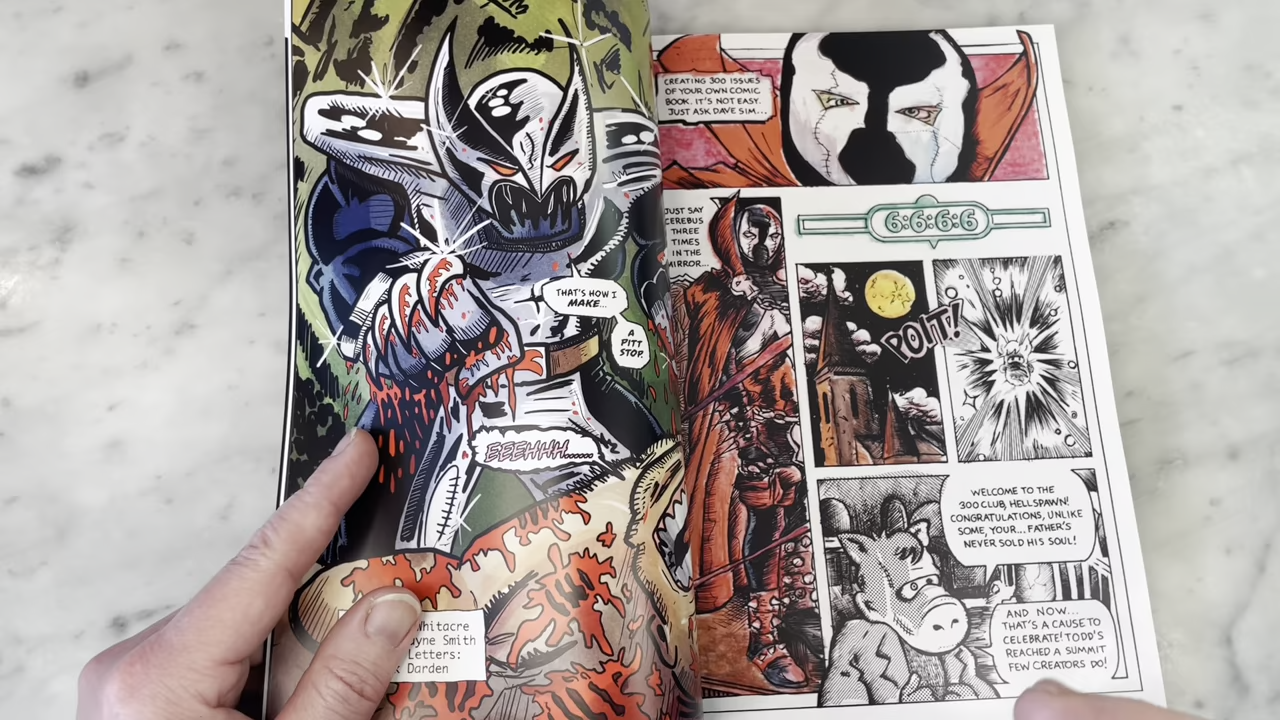 THAT'S HOW I
MAKE...
A
PITT
STOP.
EEEHHH......
Whitacre
ayne Smith
Letters:
k Darden
CREATING 300 ISSUES
OF YOUR OWN COMIC
BOOK. IT'S NOT EASY.
JUST ASK DAVE SIM...
JUST SAY
CEREBUS
THREE
TIMES
IN THE
MIRROR...
6:6:6:6
POIT!
WELCOME TO THE
300 CLUB, HELLSPAWN!
CONGRATULATIONS, UNLIKE
SOME, YOUR... FATHER'S
NEVER SOLD HIS SOUL!
AND NOW...
THAT'S A CAUSE TO
CELEBRATE! TODD'S
REACHED A SUMMIT
FEW CREATORS DO!